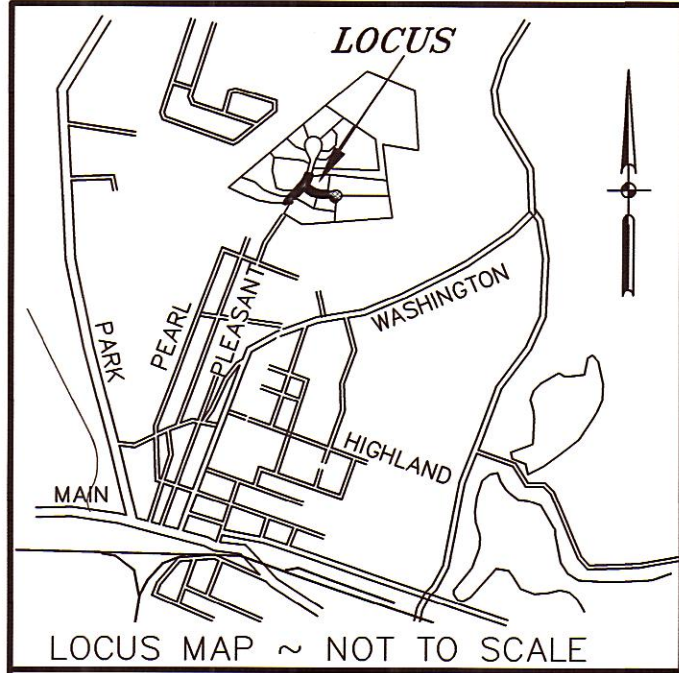 LOCUS
WASHINGTON
PLEASANT
PEARL
PARK
HIGHLAND
MAIN
LOCUS MAP ~ NOT TO SCALE